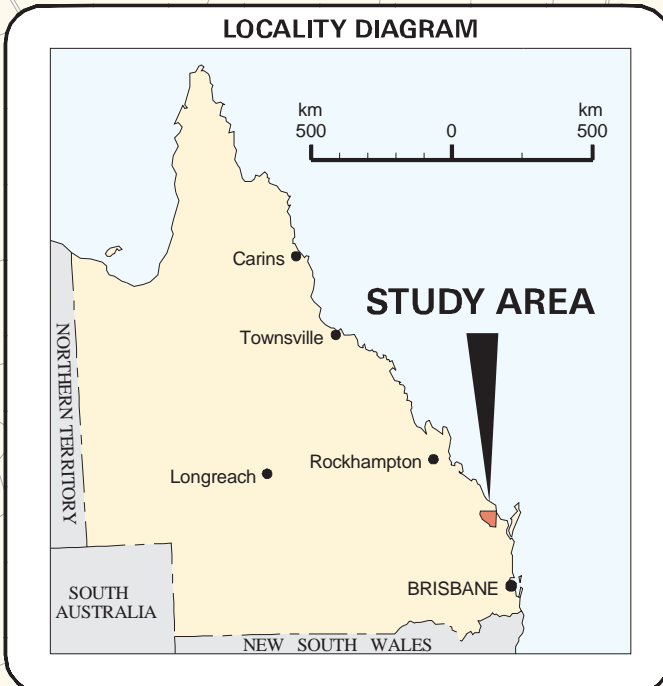 LOCALITY DIAGRAM
km
500
0
km
500
Carins
STUDY AREA
Townsville
NORTHERN TERRITORY
Rockhampton
Longreach
BRISBANE
SOUTH
AUSTRALIA
NEW SOUTH WALES